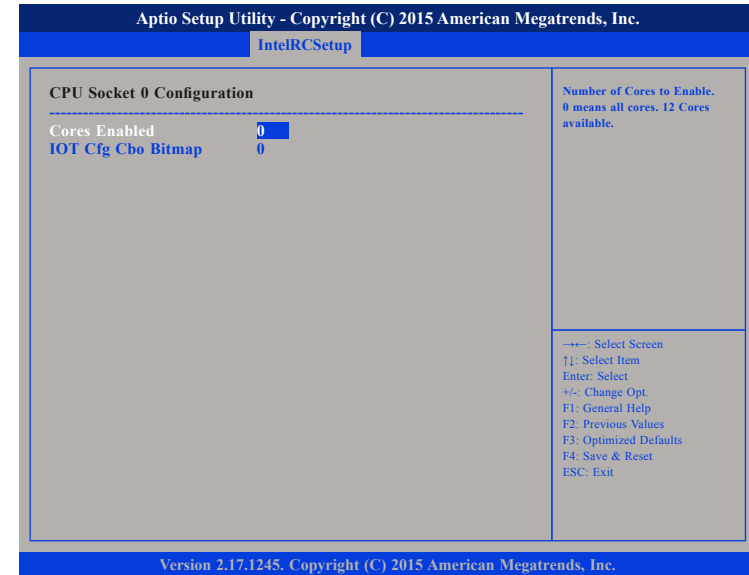 Aptio Setup Utility - Copyright (C) 2015 American Megatrends, Inc.
IntelRCSetup
CPU Socket 0 Configuration
Cores Enabled 0
IOT Cfg Cbo Bitmap 0
Number of Cores to Enable.
0 means all cores. 12 Cores
available.
→←: Select Screen
↑↓: Select Item
Enter: Select
+/-: Change Opt.
F1: General Help
F2: Previous Values
F3: Optimized Defaults
F4: Save & Reset
ESC: Exit
Version 2.17.1245. Copyright (C) 2015 American Megatrends, Inc.